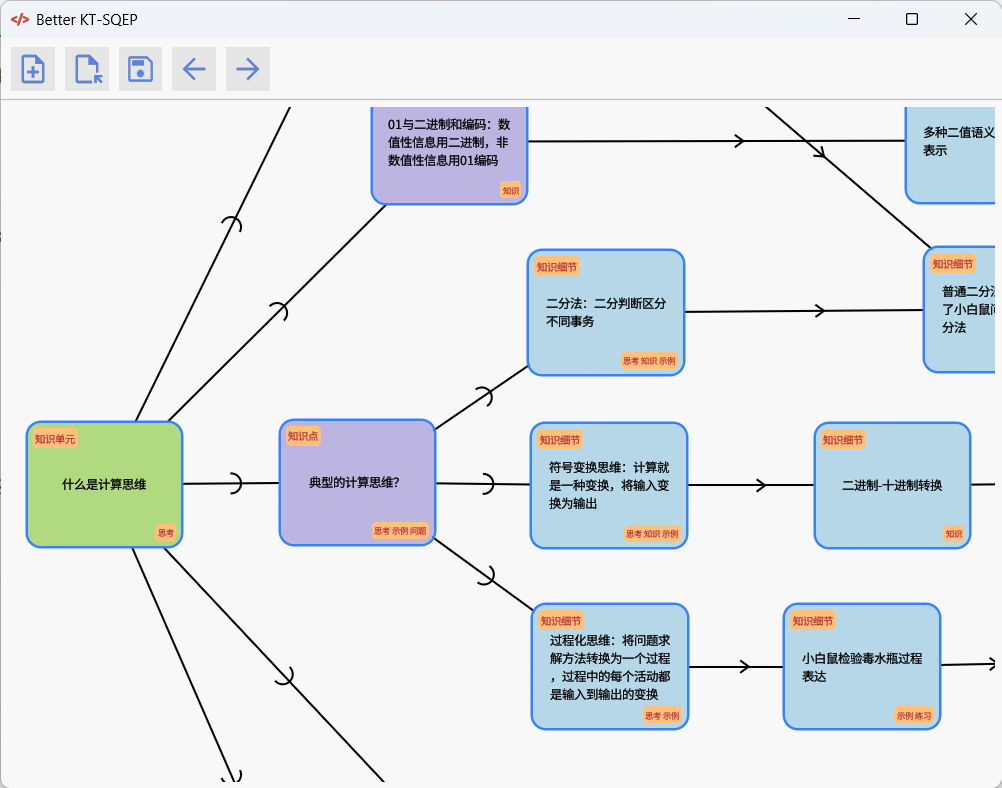 Better KT-SQEP
01与二进制和编码：数
值性信息用二进制，非
数值性信息用01编码
知识
多种二值语义
表示
知识细节
二分法：二分判断区分
不同事务
思考 知识 示例
知识细节
普通二分法
了小白鼠问
分法
知识单元
什么是计算思维
思考
知识点
典型的计算思维？
思考 示例 问题
知识细节
符号变换思维：计算就
是一种变换，将输入变
换为输出
思考 知识 示例
知识细节
二进制-十进制转换
知识
知识细节
过程化思维：将问题求
解方法转换为一个过程
，过程中的每个活动都
是输入到输出的变换
思考 示例
知识细节
小白鼠检验毒水瓶过程
表达
示例 练习